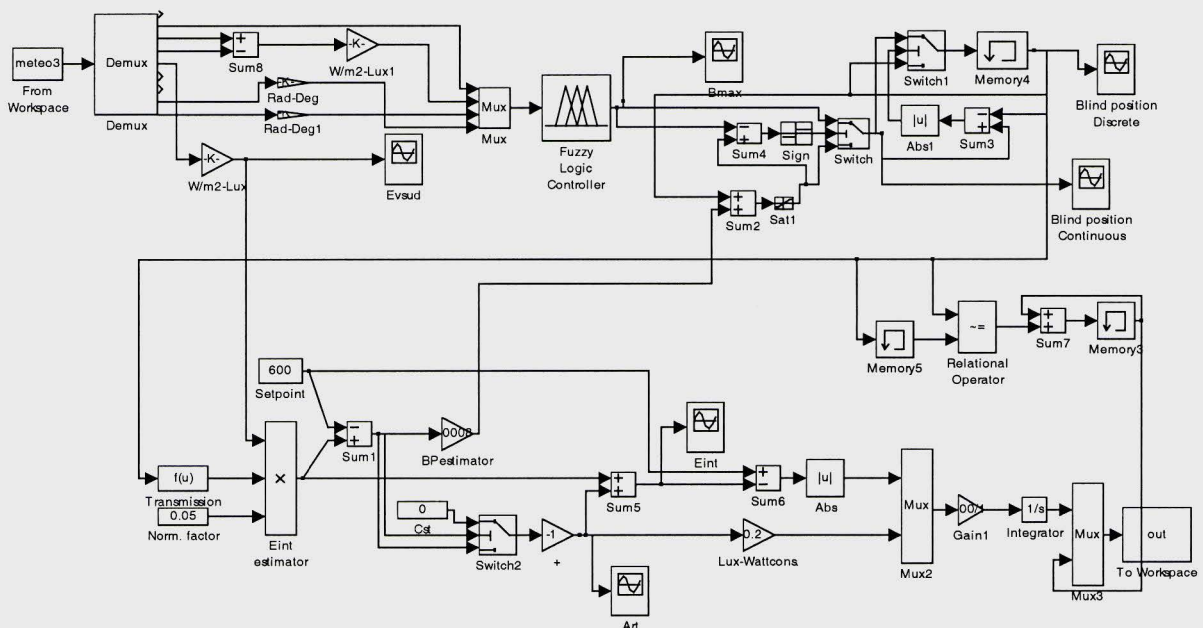 meteo3
From
Workspace
Demux
Demux
+
−
Sum8
-K-
W/m2-Lux1
-K-
Rad-Deg
-K-
Rad-Deg1
-K-
W/m2-Lux
Evsud
Mux
Mux
Fuzzy
Logic
Controller
Bmax
−
+
Sum4
Sign
Switch
+
+
Sum2
Sat1
Switch1
Memory4
|u|
Abs1
−
+
Sum3
Blind position
Discrete
Blind position
Continuous
Memory5
~=
Relational
Operator
+
+
Sum7
Memory3
600
Setpoint
−
+
Sum1
0008
BPestimator
f(u)
Transmission
0.05
Norm. factor
×
Eint
estimator
0
Cst
Switch2
-1
+
Art
+
+
Sum5
Eint
+
−
Sum6
|u|
Abs
0.2
Lux-Wattcons.
Mux
Mux2
00/1
Gain1
1/s
Integrator
Mux
Mux3
out
To Workspace